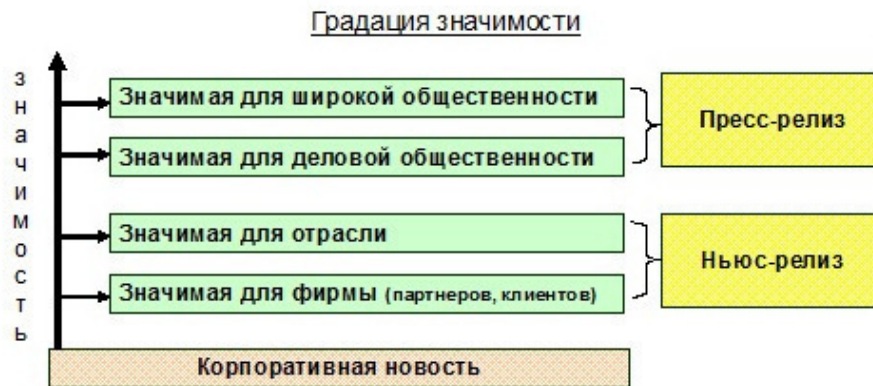 Градация значимости
значимость
Значимая для широкой общественности
Значимая для деловой общественности
Пресс-релиз
Значимая для отрасли
Значимая для фирмы (партнеров, клиентов)
Ньюс-релиз
Корпоративная новость